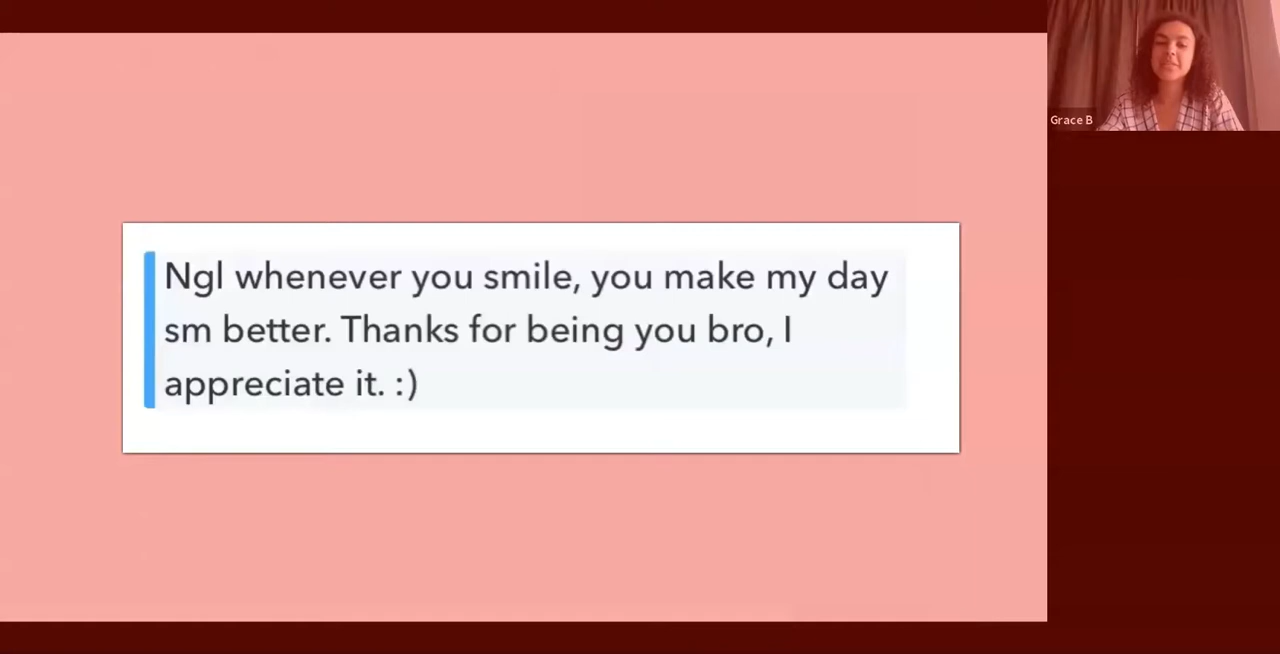 Ngl whenever you smile, you make my day
sm better. Thanks for being you bro, I
appreciate it. :)
Grace B